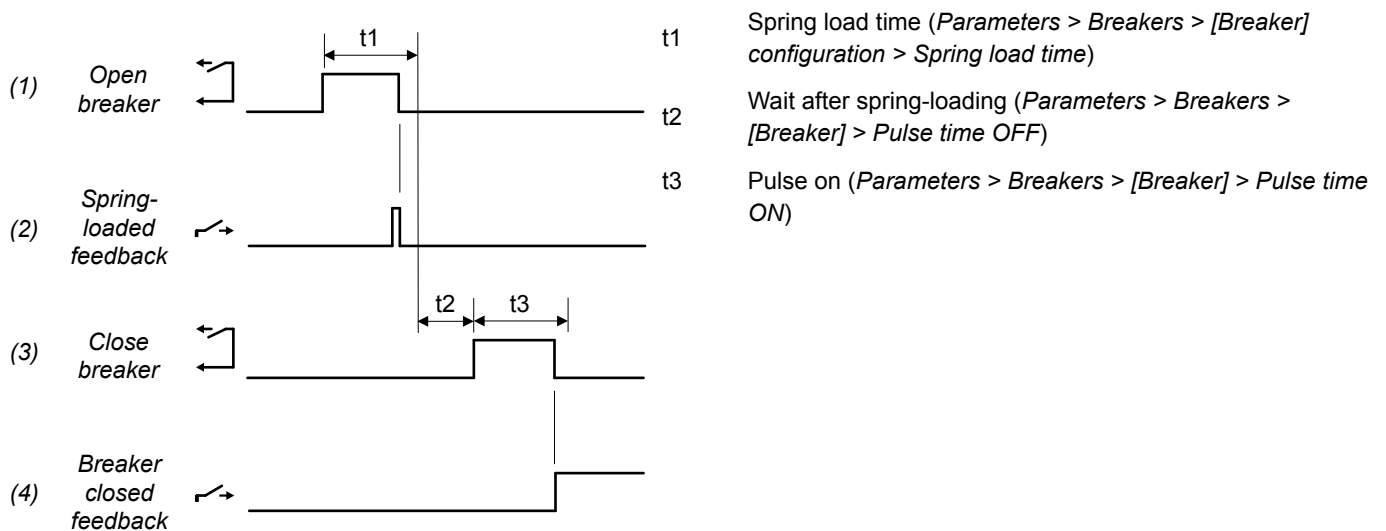 t1
(1)
Open
breaker
(2)
Spring-
loaded
feedback
t2
t3
(3)
Close
breaker
(4)
Breaker
closed
feedback
t1
Spring load time (Parameters > Breakers > [Breaker]
configuration > Spring load time)
t2
Wait after spring-loading (Parameters > Breakers >
[Breaker] > Pulse time OFF)
t3
Pulse on (Parameters > Breakers > [Breaker] > Pulse time
ON)